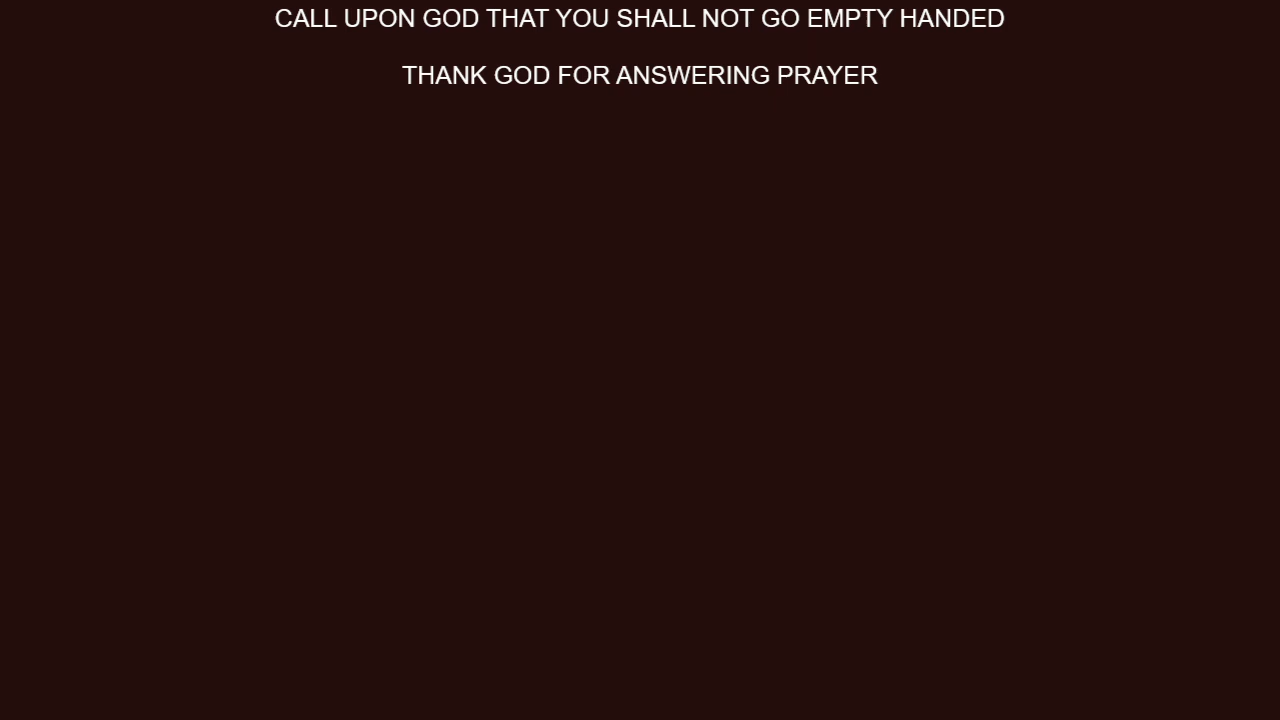 CALL UPON GOD THAT YOU SHALL NOT GO EMPTY HANDED
THANK GOD FOR ANSWERING PRAYER